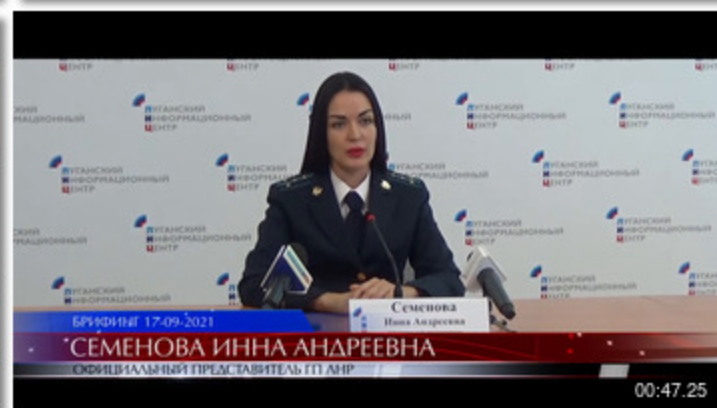 ЛУГАНСКИЙ
ИНФОРМАЦИОННЫЙ
ЦЕНТР
Семенова
Инна Андреевна
БРИФИНГ 17-09-2021
СЕМЕНОВА ИННА АНДРЕЕВНА
ОФИЦИАЛЬНЫЙ ПРЕДСТАВИТЕЛЬ ГП ЛНР
00:47.25